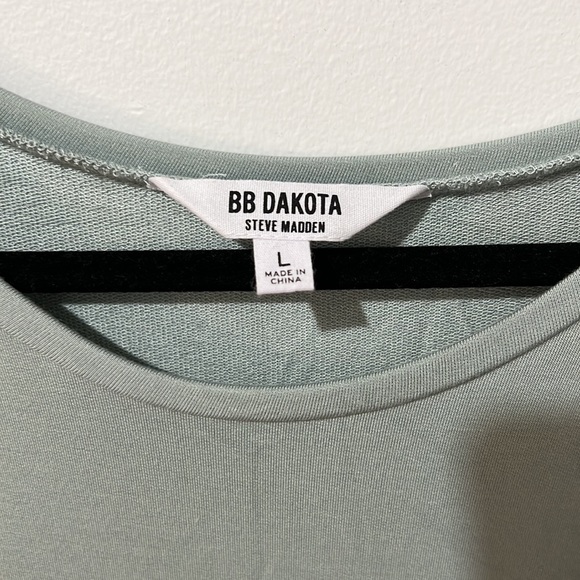 BB DAKOTA
STEVE MADDEN
L
MADE IN
CHINA